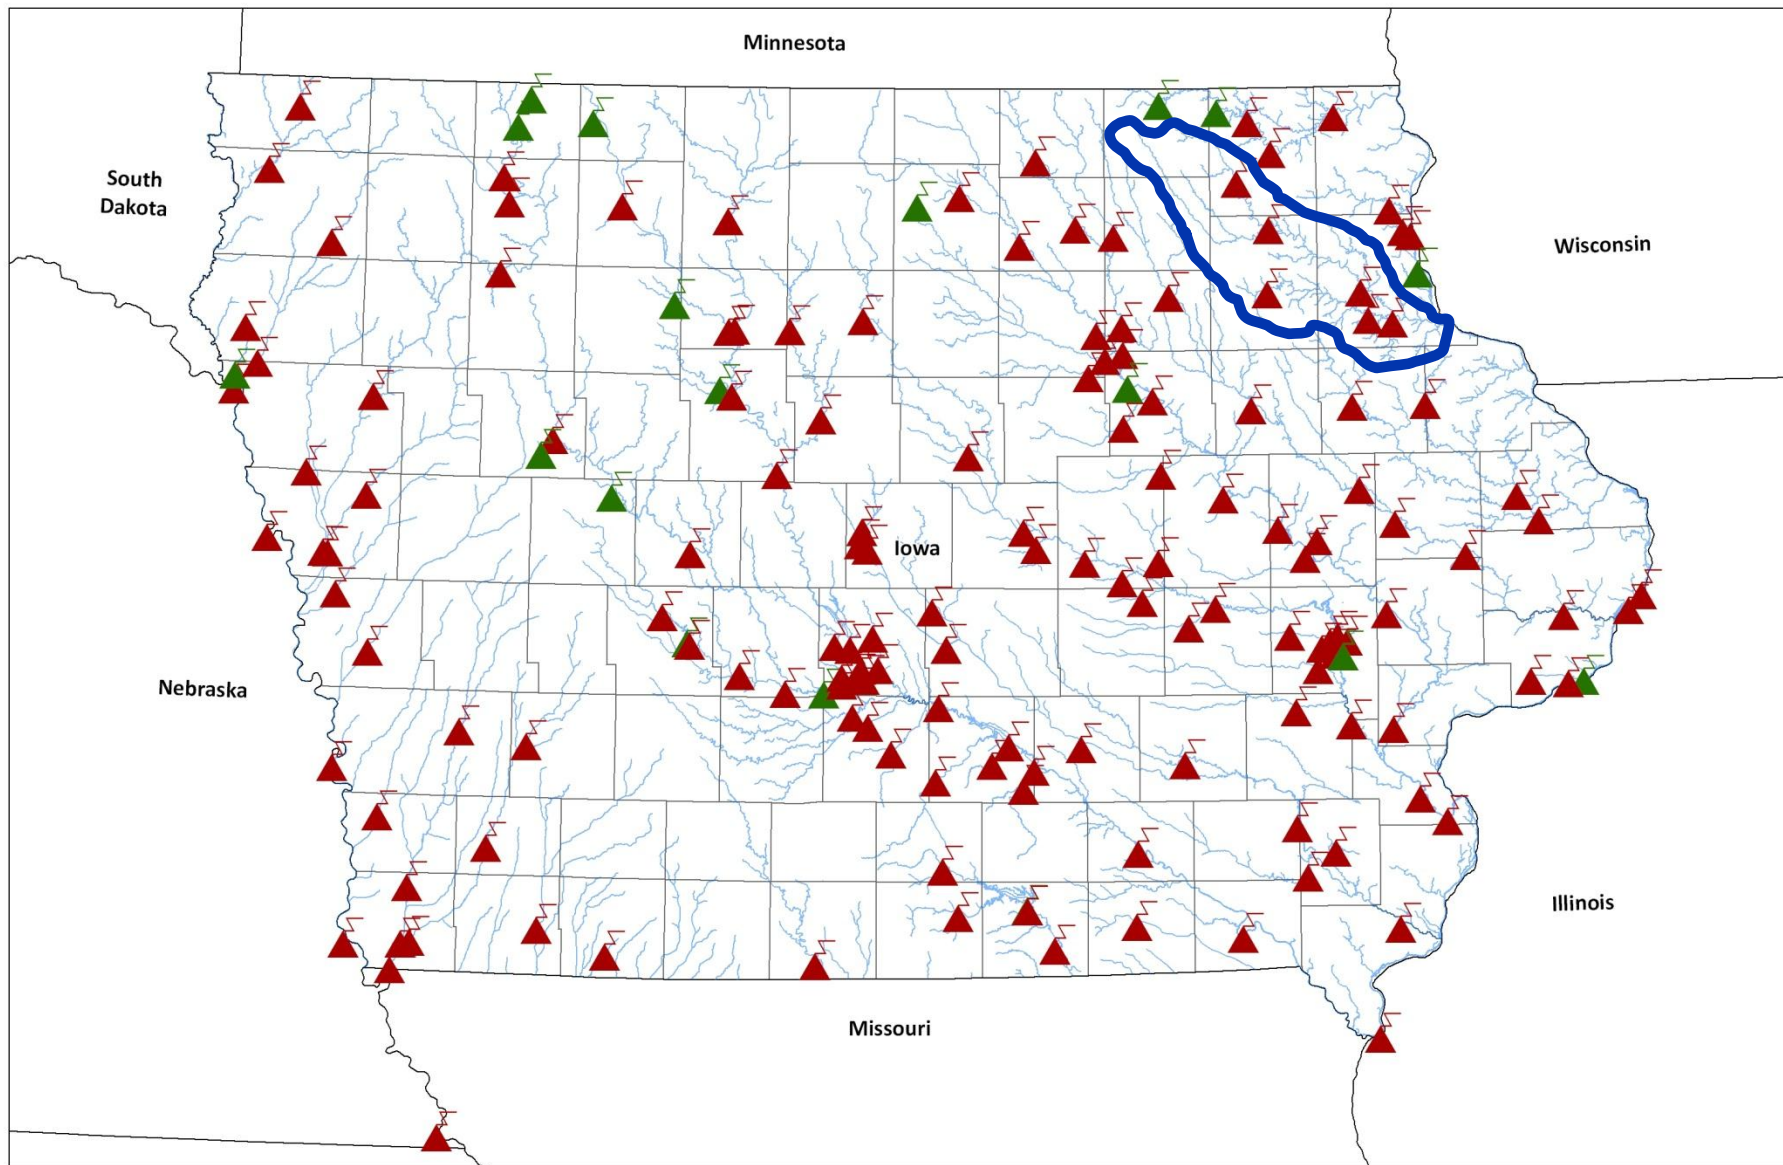 Minnesota
South
Dakota
Wisconsin
Iowa
Nebraska
Illinois
Missouri